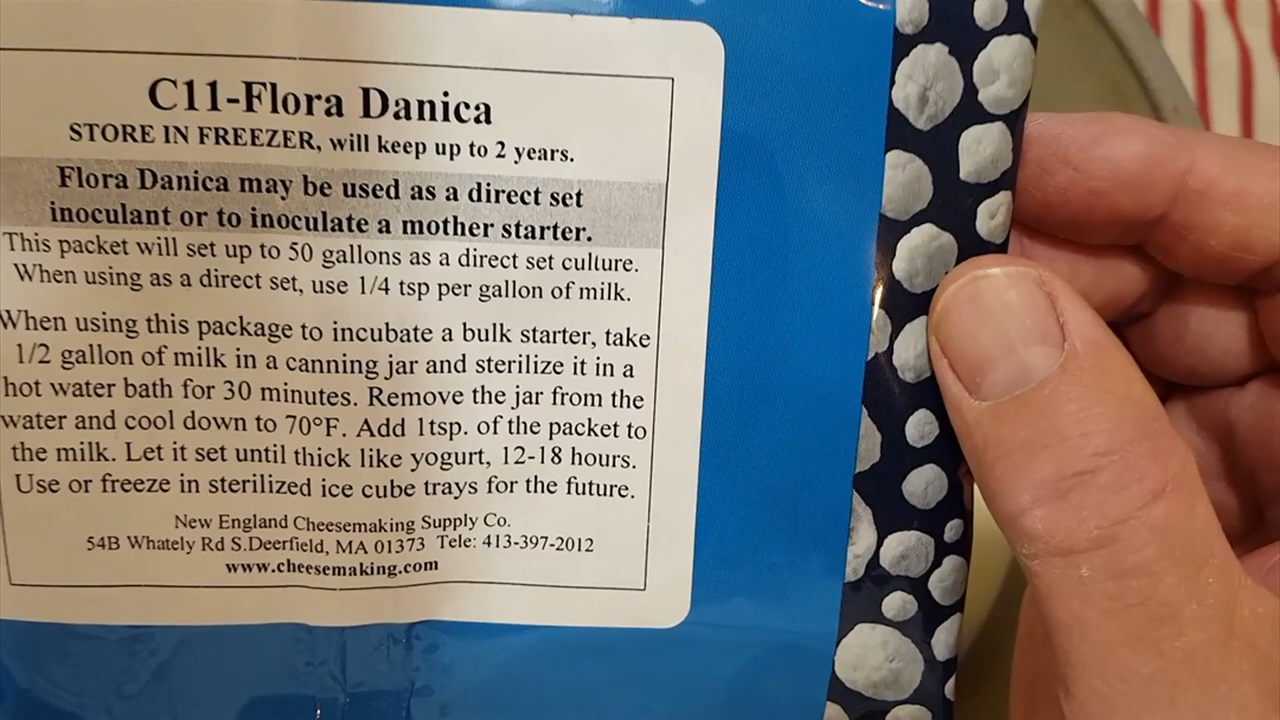 C11-Flora Danica
STORE IN FREEZER, will keep up to 2 years.
Flora Danica may be used as a direct set
inoculant or to inoculate a mother starter.
This packet will set up to 50 gallons as a direct set culture.
When using as a direct set, use 1/4 tsp per gallon of milk.
When using this package to incubate a bulk starter, take
1/2 gallon of milk in a canning jar and sterilize it in a
hot water bath for 30 minutes. Remove the jar from the
water and cool down to 70°F. Add 1tsp. of the packet to
the milk. Let it set until thick like yogurt, 12-18 hours.
Use or freeze in sterilized ice cube trays for the future.
New England Cheesemaking Supply Co.
54B Whately Rd S.Deerfield, MA 01373 Tele: 413-397-2012
www.cheesemaking.com